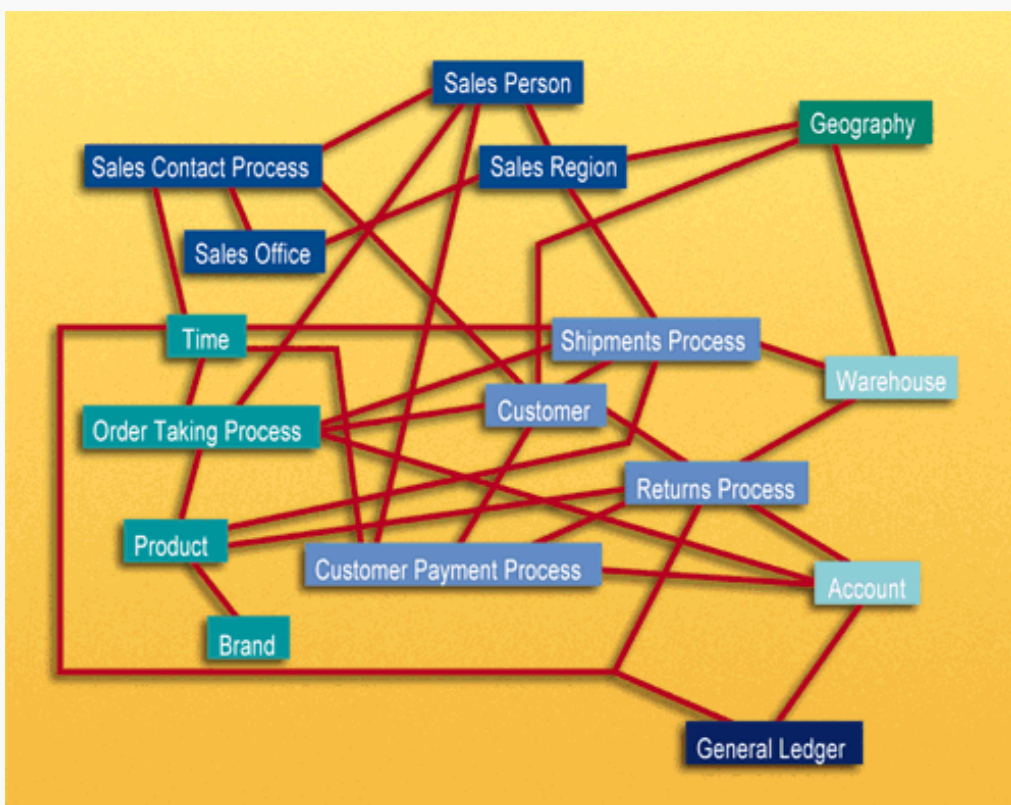 Sales Person
Geography
Sales Contact Process
Sales Region
Sales Office
Time
Shipments Process
Warehouse
Customer
Order Taking Process
Returns Process
Product
Customer Payment Process
Account
Brand
General Ledger